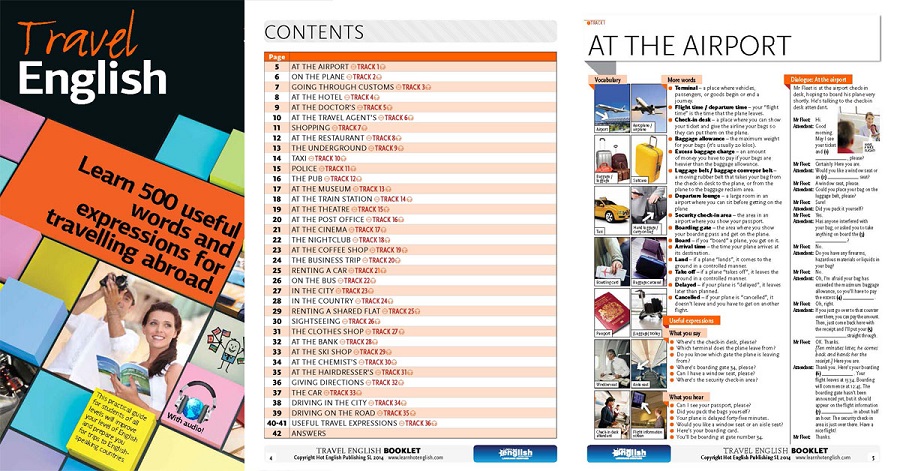 Travel
English
Learn 500 useful
words and
expressions for
travelling abroad.
This practical guide
for students of all
levels will improve
your level of English
and prepare you
for trips to English-
speaking countries.
With audio!
CONTENTS
Page
5 AT THE AIRPORT TRACK 1
6 ON THE PLANE TRACK 2
7 GOING THROUGH CUSTOMS TRACK 3
8 AT THE HOTEL TRACK 4
9 AT THE DOCTOR'S TRACK 5
10 AT THE TRAVEL AGENT'S TRACK 6
11 SHOPPING TRACK 7
12 AT THE RESTAURANT TRACK 8
13 THE UNDERGROUND TRACK 9
14 TAXI TRACK 10
15 POLICE TRACK 11
16 THE PUB TRACK 12
17 AT THE MUSEUM TRACK 13
18 AT THE TRAIN STATION TRACK 14
19 AT THE THEATRE TRACK 15
20 AT THE POST OFFICE TRACK 16
21 AT THE CINEMA TRACK 17
22 THE NIGHTCLUB TRACK 18
23 AT THE COFFEE SHOP TRACK 19
24 THE BUSINESS TRIP TRACK 20
25 RENTING A CAR TRACK 21
26 ON THE BUS TRACK 22
27 IN THE CITY TRACK 23
28 IN THE COUNTRY TRACK 24
29 RENTING A SHARED FLAT TRACK 25
30 SIGHTSEEING TRACK 26
31 THE CLOTHES SHOP TRACK 27
32 AT THE BANK TRACK 28
33 AT THE SKI SHOP TRACK 29
34 AT THE CHEMIST'S TRACK 30
35 AT THE HAIRDRESSER'S TRACK 31
36 GIVING DIRECTIONS TRACK 32
37 THE CAR TRACK 33
38 DRIVING IN THE CITY TRACK 34
39 DRIVING ON THE ROAD TRACK 35
40-41 USEFUL TRAVEL EXPRESSIONS TRACK 36
42 ANSWERS
4
TRAVEL ENGLISH BOOKLET
Copyright Hot English Publishing SL 2014 www.learnhotenglish.com
English
TRACK 1
AT THE AIRPORT
Vocabulary
Airport
Aeroplane / airplane
Baggage / luggage
Suitcase
Taxi
Hand luggage / carry-on bag
Boarding card
Baggage carousel
Passport
(Luggage) trolley
Window seat
Aisle seat
Check-in desk attendant
Flight information screen
More words
Terminal – a place where vehicles,
passengers, or goods begin or end a
journey.
Flight time / departure time – your "flight
time" is the time that the plane leaves.
Check-in desk – a place where you can show
your ticket and give the airline your bags so
they can put them on the plane.
Baggage allowance – the maximum weight
for your bags (it's usually 20 kilos).
Excess baggage charge – an amount
of money you have to pay if your bags are
heavier than the baggage allowance.
Luggage belt / baggage conveyor belt –
a moving rubber belt that takes your bag from
the check-in desk to the plane, or from the
plane to the baggage reclaim area.
Departure lounge – a large room in an
airport where you can sit before getting on the
plane.
Security check-in area – the area in an
airport where you show your passport.
Boarding gate – the area where you show
your boarding pass and get on the plane.
Board – if you "board" a plane, you get on it.
Arrival time – the time your plane arrives at
its destination.
Land – if a plane "lands", it comes to the
ground in a controlled manner.
Take off – if a plane "takes off", it leaves the
ground in a controlled manner.
Delayed – if your plane is "delayed", it leaves
later than planned.
Cancelled – if your plane is "cancelled", it
doesn't leave and you have to get on another
flight.
Useful expressions
What you say
Where's the check-in desk, please?
Which terminal does the plane leave from?
Do you know which gate the plane is leaving
from?
Where's boarding gate 34, please?
Can I have a window seat, please?
Where's the security check-in area?
What you hear
Can I see your passport, please?
Did you pack the bags yourself?
Your plane is delayed forty-five minutes.
Would you like a window seat or an aisle seat?
Here's your boarding card.
You'll be boarding at gate number 34.
Dialogue: At the airport
Mr Fleet is at the airport check-in
desk, hoping to board his plane very
shortly. He's talking to the check-in
desk attendant.
Mr Fleet: Hi.
Attendant: Good
morning.
May I see
your ticket
and (1)
, please?
Mr Fleet: Certainly. Here you are.
Attendant: Would you like a window seat or
an (2) seat?
Mr Fleet: A window seat, please.
Attendant: Could you place your bag on the
luggage belt, please?
Mr Fleet: Sure!
Attendant: Did you pack it yourself?
Mr Fleet: Yes.
Attendant: Has anyone interfered with
your bag, or asked you to take
anything on board the (3)
?
Mr Fleet: No.
Attendant: Do you have any firearms,
hazardous materials or liquids in
your bag?
Mr Fleet: No.
Attendant: Oh, I'm afraid your bag has
exceeded the maximum baggage
allowance, so you'll have to pay
the excess (4) .
Mr Fleet: Oh, right.
Attendant: If you just go over to that counter
over there, you can pay the amount.
Then, just come back here with
the receipt and I'll put your (5)
straight through.
Mr Fleet: OK. Thanks.
[Ten minutes later, he comes
back and hands her the
receipt.] Here you are.
Attendant: Thank you. Here's your boarding
(6) . Your
flight leaves at 13:34. Boarding
will commence at 12:45. The
boarding gate hasn't been
announced yet, but it should
appear on the flight information
(7) in about half
an hour. The security check-in
area is just over there. Have a
nice flight!
Mr Fleet: Thanks.
TRAVEL ENGLISH BOOKLET
Copyright Hot English Publishing SL 2014 www.learnhotenglish.com
English
5